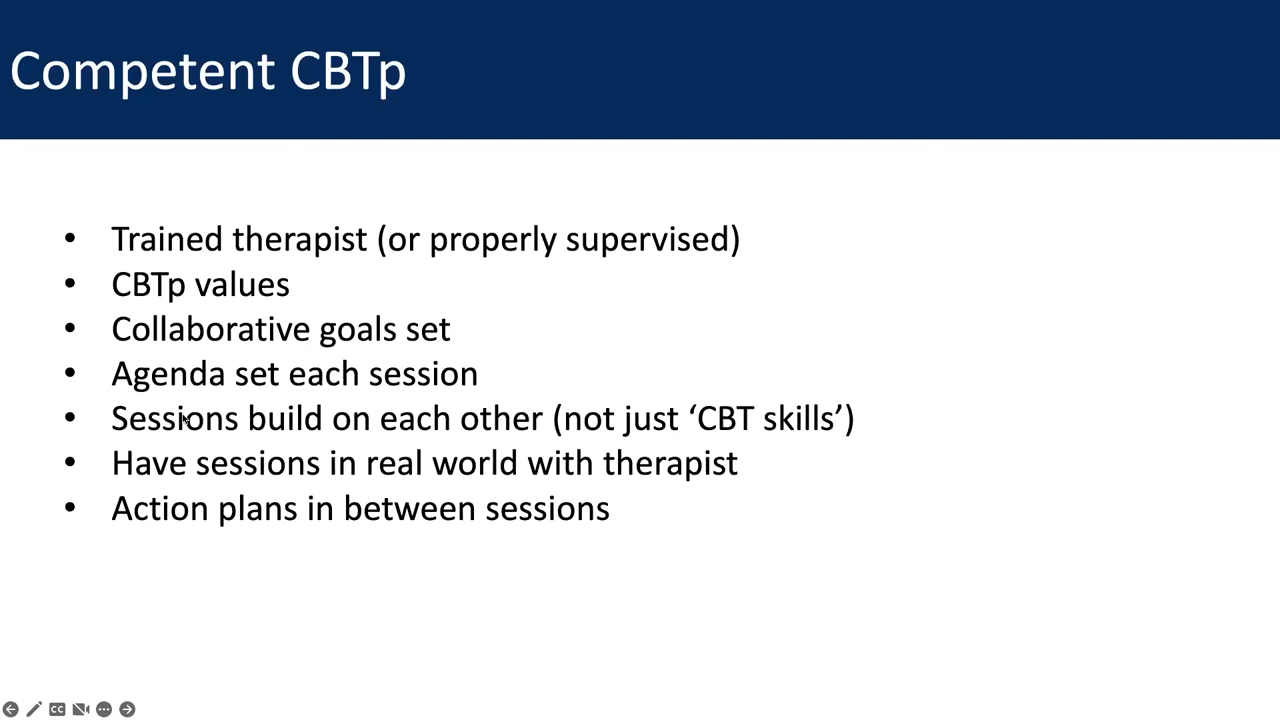 Competent CBTp
• Trained therapist (or properly supervised)
• CBTp values
• Collaborative goals set
• Agenda set each session
• Sessions build on each other (not just ‘CBT skills’)
• Have sessions in real world with therapist
• Action plans in between sessions
CC